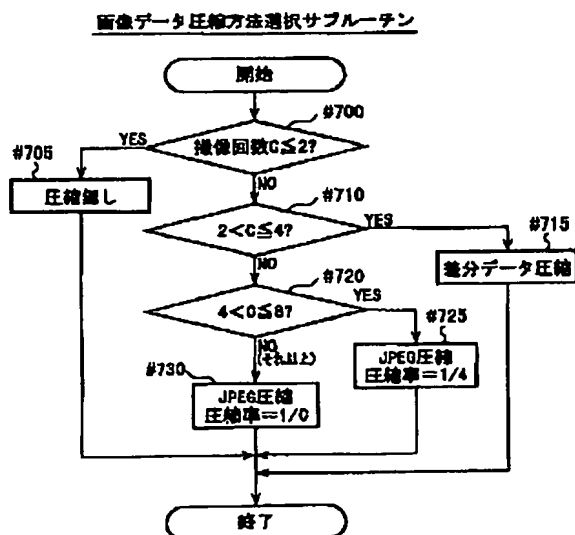 画像データ圧縮方法選択サブルーチン
開始
#700
撮像回数C≦2?
YES
#705
圧縮無し
NO
#710
2<C≦4?
YES
#715
差分データ圧縮
NO
#720
4<C≦8?
YES
#725
JPEG圧縮
圧縮率=1/4
NO
(それ以上)
#730
JPEG圧縮
圧縮率=1/C
終了